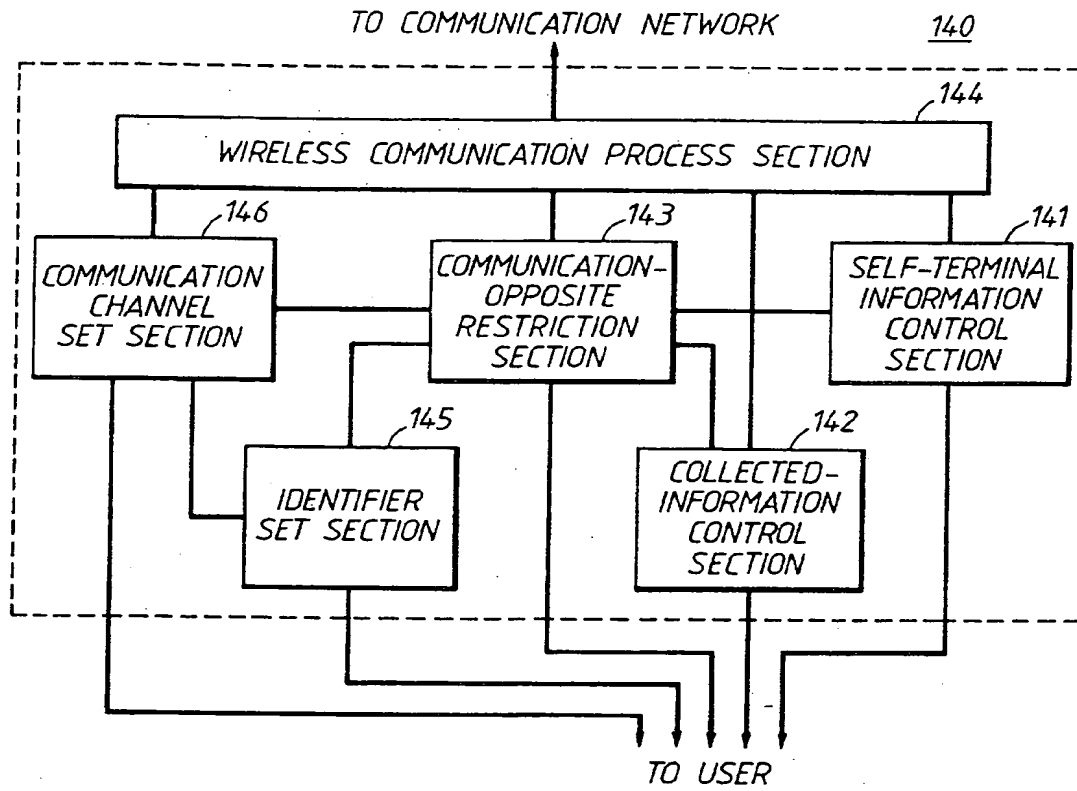 TO COMMUNICATION NETWORK
140
144
WIRELESS COMMUNICATION PROCESS SECTION
146
143
141
COMMUNICATION
CHANNEL
SET SECTION
COMMUNICATION-
OPPOSITE
RESTRICTION
SECTION
SELF-TERMINAL
INFORMATION
CONTROL
SECTION
145
142
IDENTIFIER
SET SECTION
COLLECTED-
INFORMATION
CONTROL
SECTION
TO USER